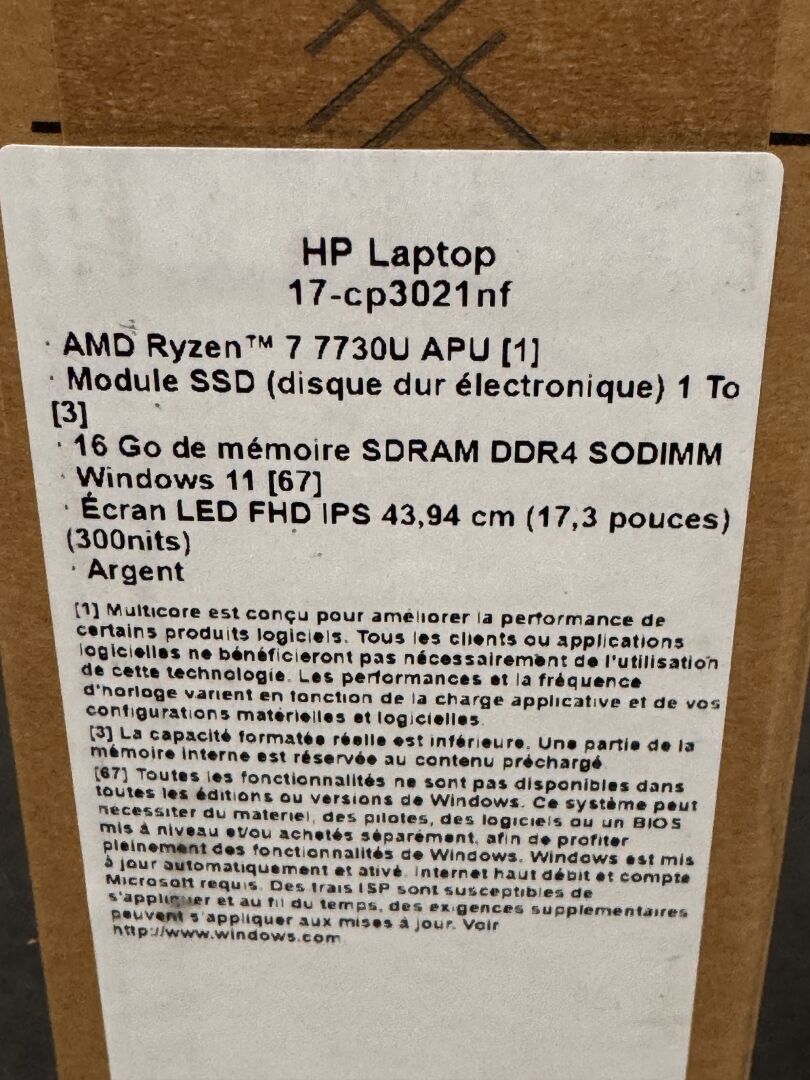 HP Laptop
17-cp3021nf
· AMD Ryzen™ 7 7730U APU [1]
· Module SSD (disque dur électronique) 1 To
[3]
· 16 Go de mémoire SDRAM DDR4 SODIMM
· Windows 11 [67]
· Écran LED FHD IPS 43,94 cm (17,3 pouces)
(300nits)
· Argent
[1] Multicore est conçu pour améliorer la performance de
certains produits logiciels. Tous les clients ou applications
logicielles ne bénéficieront pas nécessairement de l'utilisation
de cette technologie. Les performances et la fréquence
d'horloge varient en fonction de la charge applicative et de vos
configurations matérielles et logicielles.
[3] La capacité formatée réelle est inférieure. Une partie de la
mémoire interne est réservée au contenu préchargé
[67] Toutes les fonctionnalités ne sont pas disponibles dans
toutes les éditions ou versions de Windows. Ce système peut
nécessiter du matériel, des pilotes, des logiciels ou un BIOS
mis à niveau et/ou achetés séparément, afin de profiter
pleinement des fonctionnalités de Windows. Windows est mis
à jour automatiquement et ativé. Internet haut débit et compte
Microsoft requis. Des frais ISP sont susceptibles de
s'appliquer et au fil du temps, des exigences supplémentaires
peuvent s'appliquer aux mises à jour. Voir
http://www.windows.com